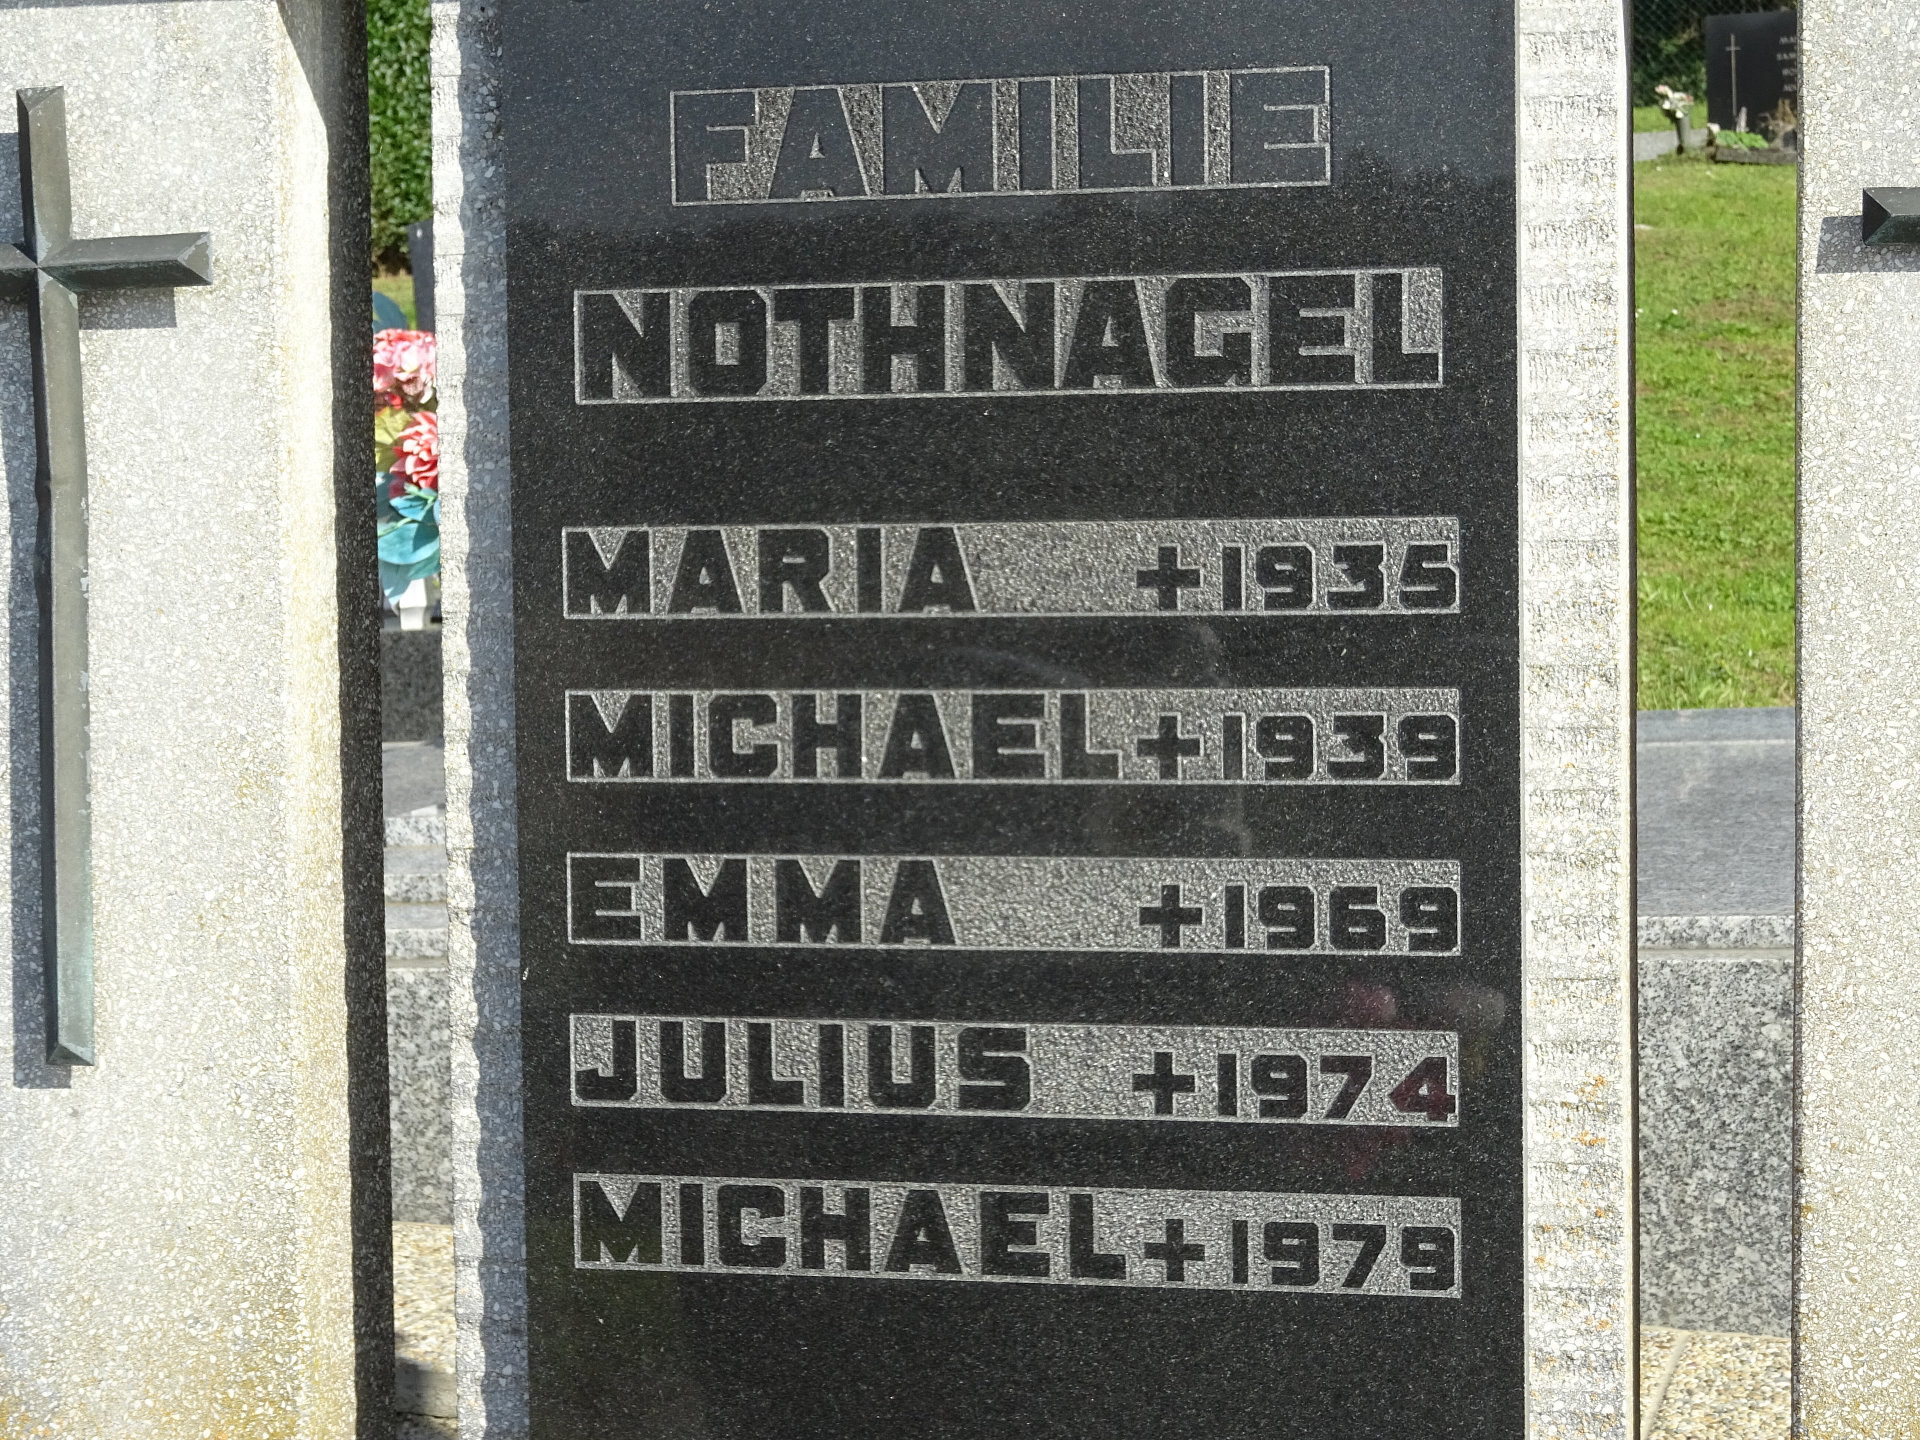 FAMILIE
NOTHNAGEL
MARIA +1935
MICHAEL +1939
EMMA +1969
JULIUS +1974
MICHAEL +1979